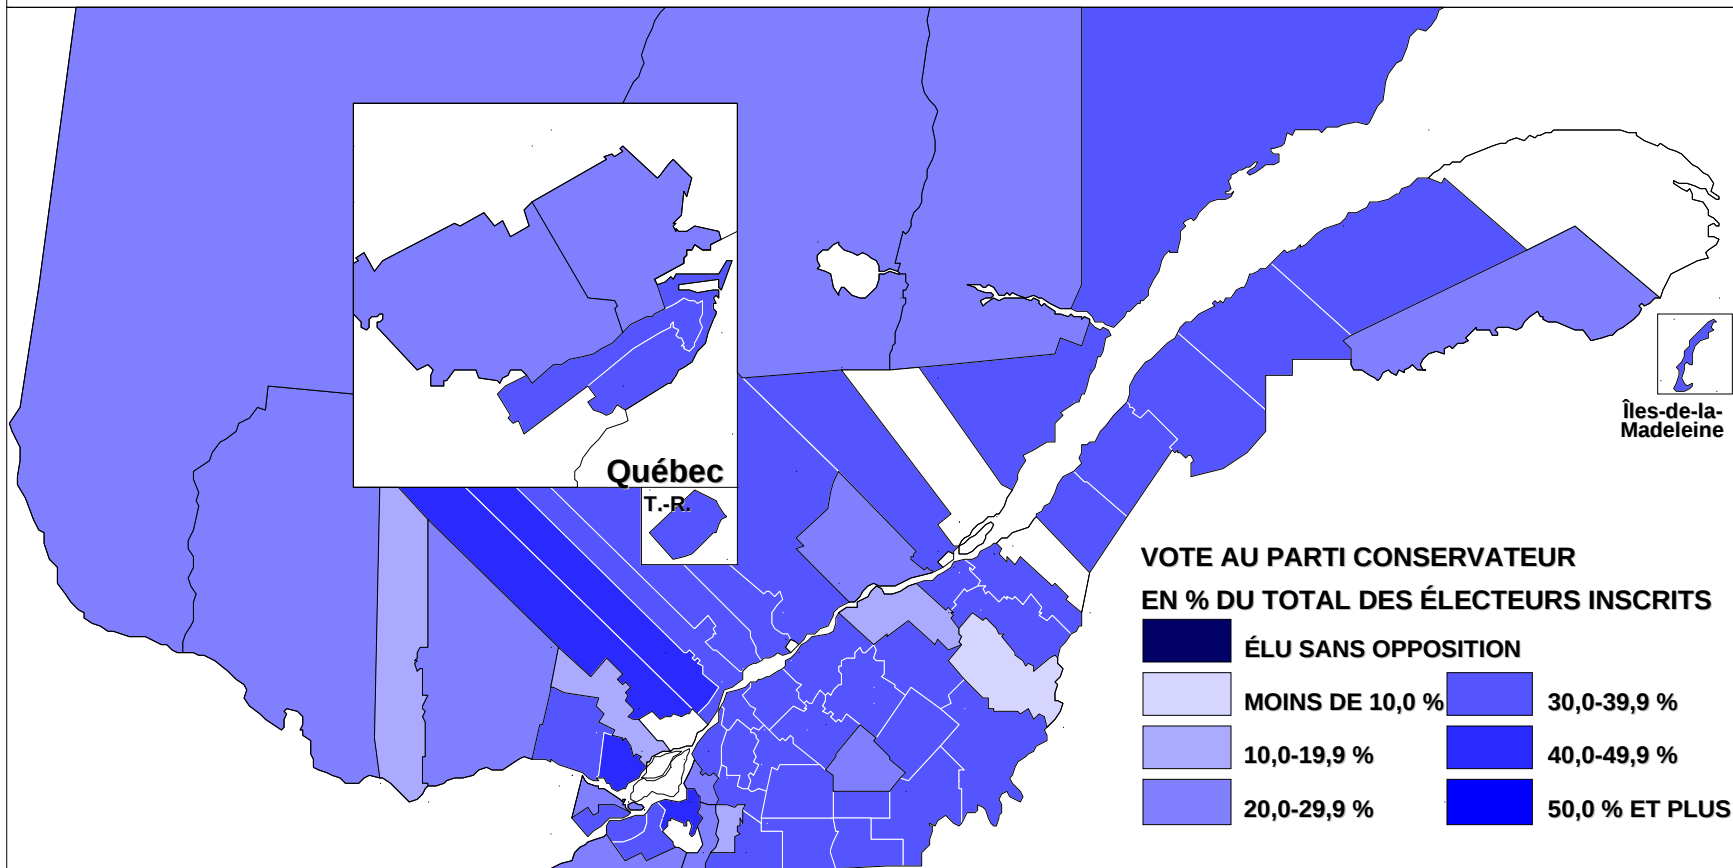 Québec
T.-R.
Îles-de-la-
Madeleine
VOTE AU PARTI CONSERVATEUR
EN % DU TOTAL DES ÉLECTEURS INSCRITS
ÉLU SANS OPPOSITION
MOINS DE 10,0 %
30,0-39,9 %
10,0-19,9 %
40,0-49,9 %
20,0-29,9 %
50,0 % ET PLUS